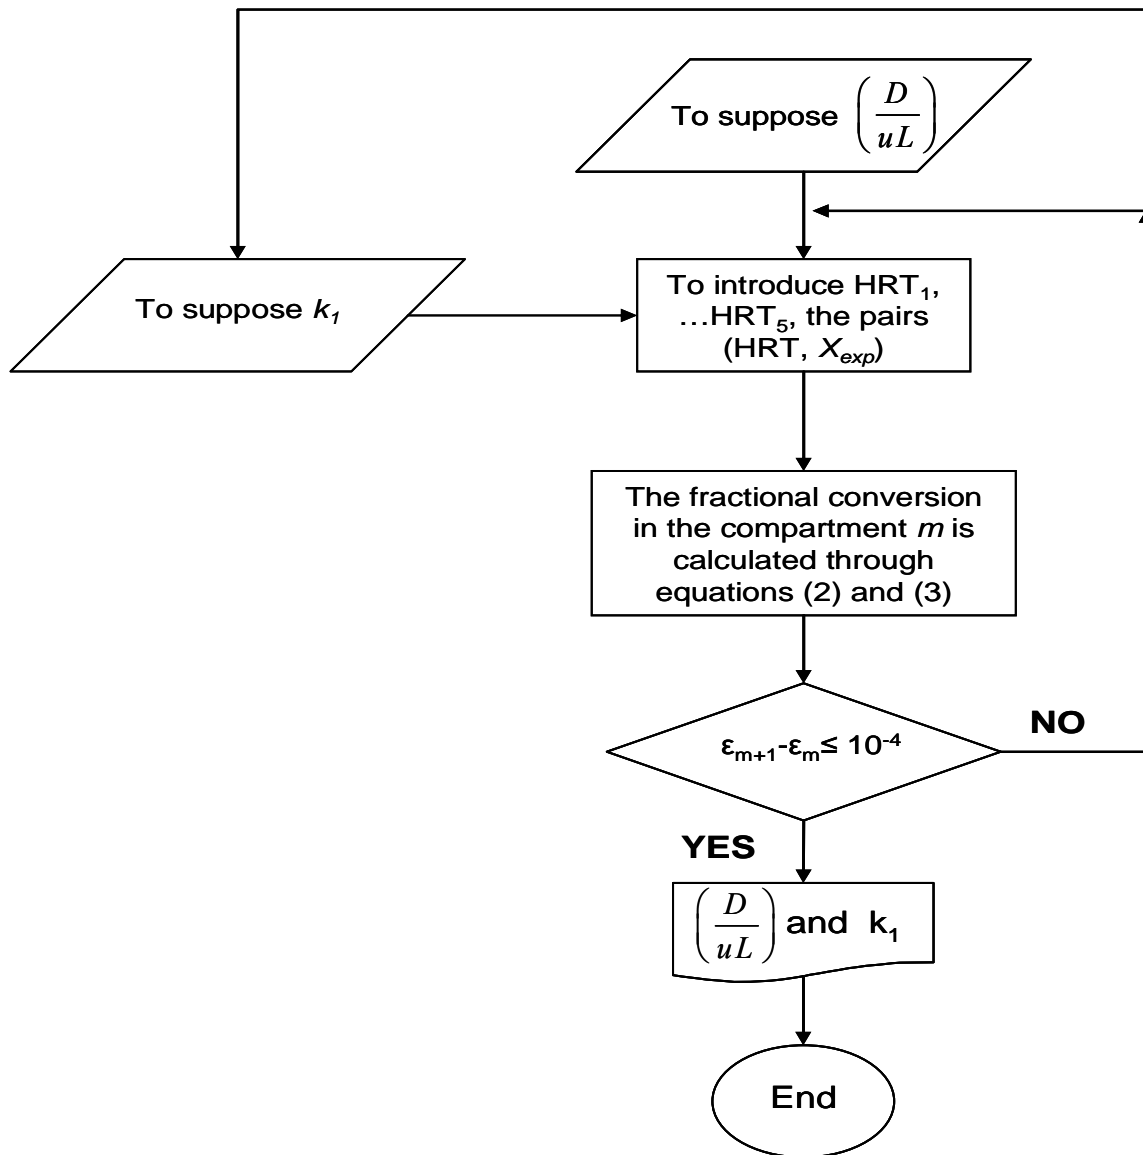 To suppose (D/uL)
To suppose k₁
To introduce HRT₁,
...HRT₅, the pairs
(HRT, Xₑₓₚ)
The fractional conversion
in the compartment m is
calculated through
equations (2) and (3)
NO
εₘ₊₁-εₘ≤ 10⁻⁴
YES
(D/uL) and k₁
End